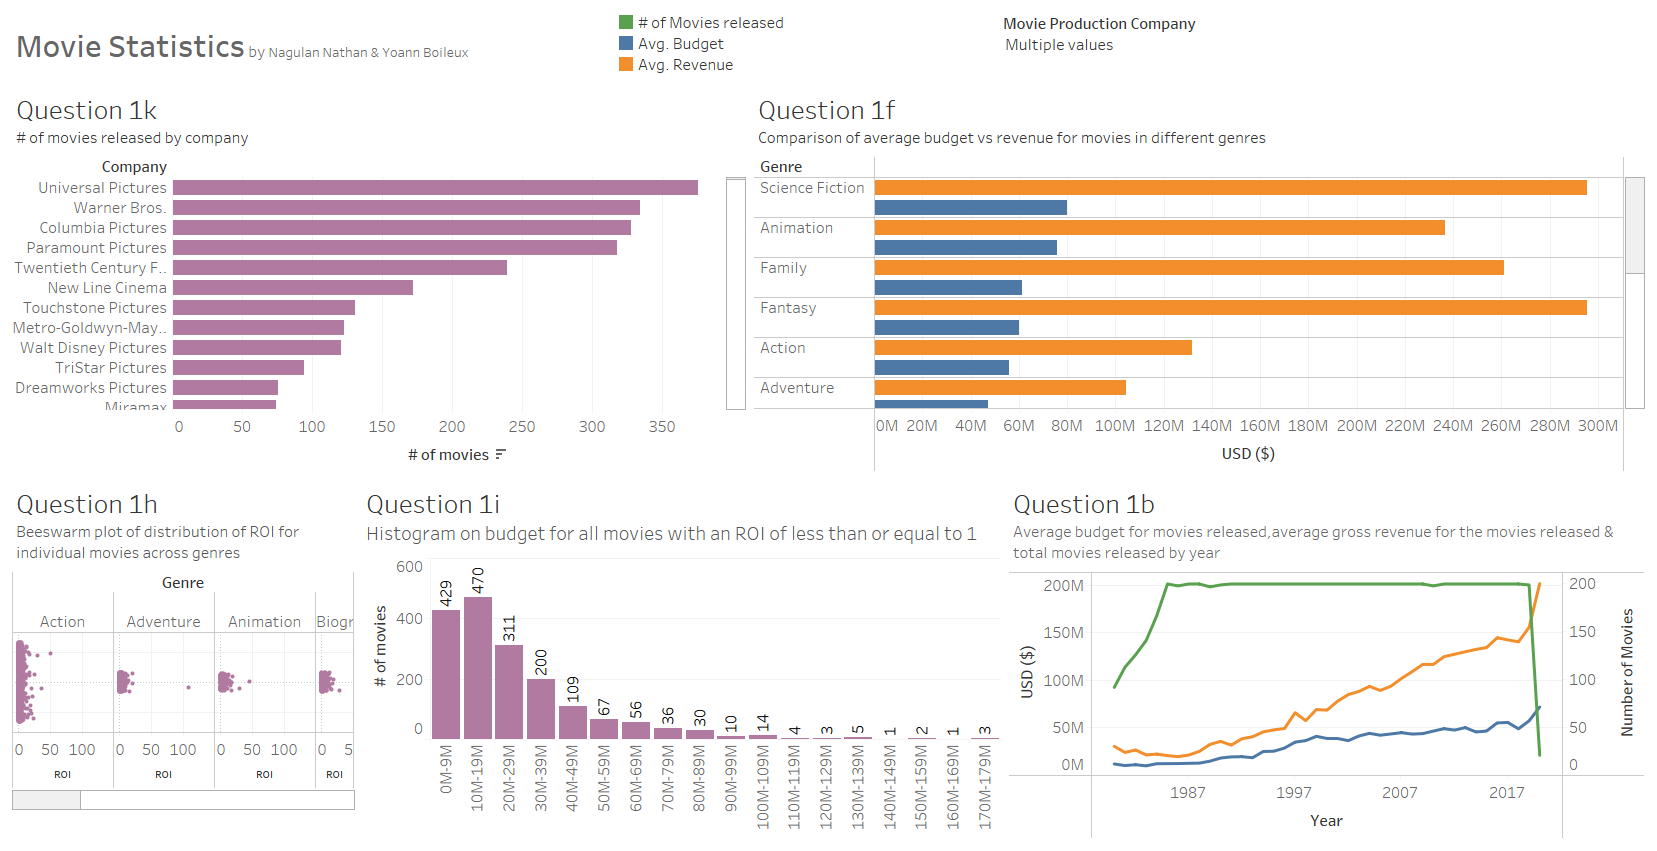 Movie Statistics by Nagulan Nathan & Yoann Boileux
# of Movies released
Avg. Budget
Avg. Revenue
Movie Production Company
Multiple values
Question 1k
# of movies released by company
Company
Universal Pictures
Warner Bros.
Columbia Pictures
Paramount Pictures
Twentieth Century F..
New Line Cinema
Touchstone Pictures
Metro-Goldwyn-May..
Walt Disney Pictures
TriStar Pictures
Dreamworks Pictures
Miramax
0 50 100 150 200 250 300 350
# of movies
Question 1f
Comparison of average budget vs revenue for movies in different genres
Genre
Science Fiction
Animation
Family
Fantasy
Action
Adventure
0M 20M 40M 60M 80M 100M 120M 140M 160M 180M 200M 220M 240M 260M 280M 300M
USD ($)
Question 1h
Beeswarm plot of distribution of ROI for
individual movies across genres
Genre
Action Adventure Animation Biogr
0 50 100 0 50 100 0 50 100 0 5
ROI ROI ROI ROI
Question 1i
Histogram on budget for all movies with an ROI of less than or equal to 1
# of movies
600
400
200
0
429 470 311 200 109 67 56 36 30 10 14 4 3 5 1 2 1 3
0M-9M 10M-19M 20M-29M 30M-39M 40M-49M 50M-59M 60M-69M 70M-79M 80M-89M 90M-99M 100M-109M 110M-119M 120M-129M 130M-139M 140M-149M 150M-159M 160M-169M 170M-179M
Question 1b
Average budget for movies released,average gross revenue for the movies released &
total movies released by year
USD ($)
200M
150M
100M
50M
0M
200
150
100
50
0
Number of Movies
1987 1997 2007 2017
Year